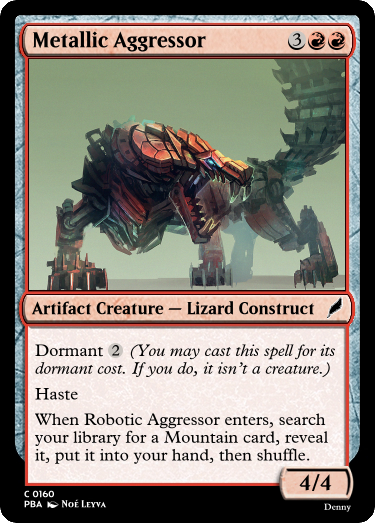 Metallic Aggressor 3
Artifact Creature — Lizard Construct
Dormant 2 (You may cast this spell for its
dormant cost. If you do, it isn't a creature.)
Haste
When Robotic Aggressor enters, search
your library for a Mountain card, reveal
it, put it into your hand, then shuffle.
4/4
C 0160
PBA Noé Leyva
Denny